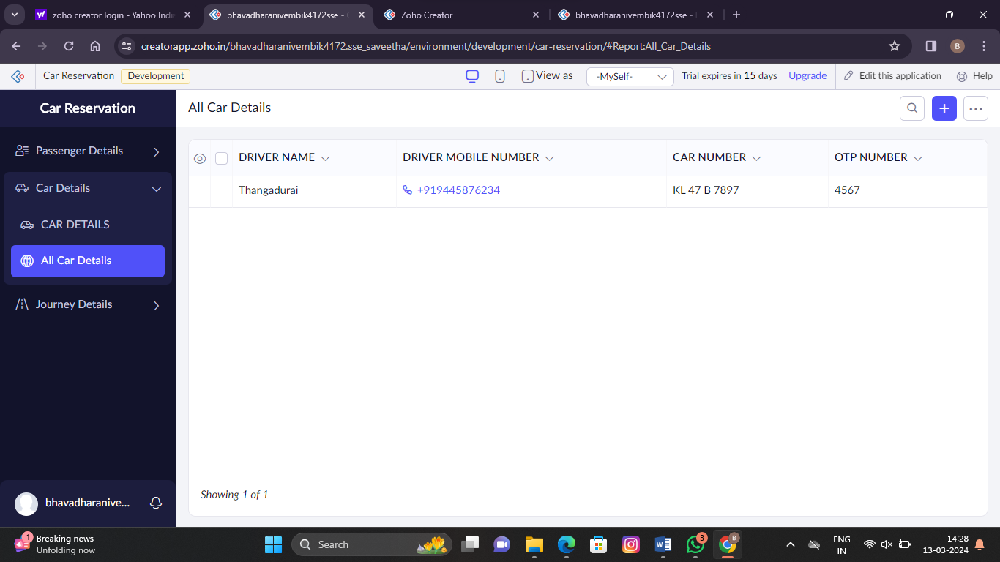 zoho creator login - Yahoo Indi
bhavadharanivembik4172sse -
Zoho Creator
bhavadharanivembik4172sse -
creatorapp.zoho.in/bhavadharanivembik4172.sse_saveetha/environment/development/car-reservation/#Report:All_Car_Details
B
Car Reservation
Development
View as
-MySelf-
Trial expires in 15 days
Upgrade
Edit this application
Help
Car Reservation
All Car Details
Passenger Details
Car Details
CAR DETAILS
All Car Details
Journey Details
DRIVER NAME
DRIVER MOBILE NUMBER
CAR NUMBER
OTP NUMBER
Thangadurai
+919445876234
KL 47 B 7897
4567
Showing 1 of 1
bhavadharanive...
1
Breaking news
Unfolding now
Search
3
B
ENG
IN
14:28
13-03-2024